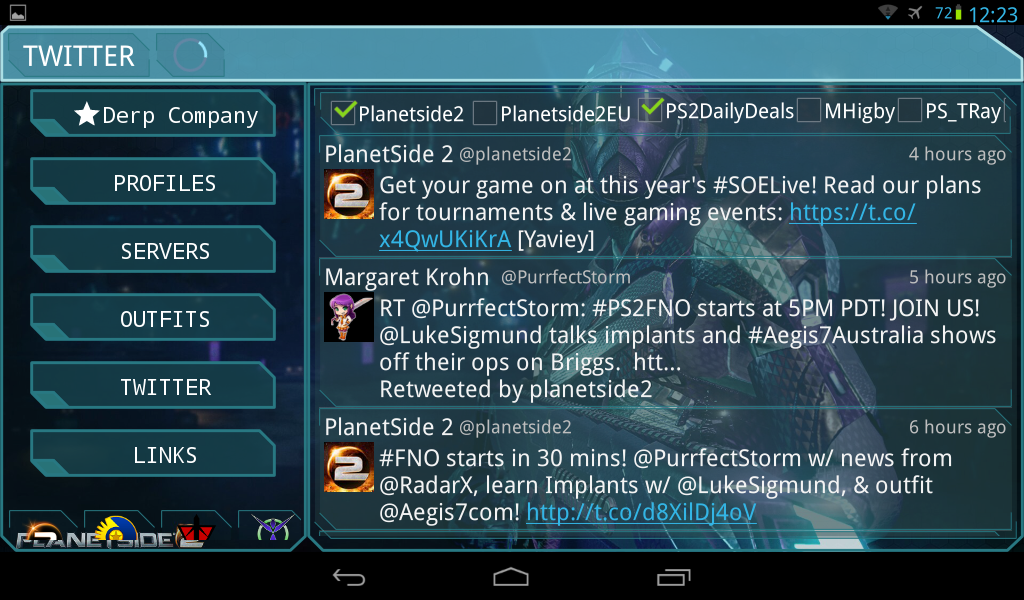 72 12:23
TWITTER
★Derp Company
PROFILES
SERVERS
OUTFITS
TWITTER
LINKS
PLANETSIDE 2
Planetside2 Planetside2EU PS2DailyDeals MHigby PS_TRay
PlanetSide 2 @planetside2 4 hours ago
Get your game on at this year's #SOELive! Read our plans
for tournaments & live gaming events: https://t.co/
x4QwUKiKrA [Yaviey]
Margaret Krohn @PurrfectStorm 5 hours ago
RT @PurrfectStorm: #PS2FNO starts at 5PM PDT! JOIN US!
@LukeSigmund talks implants and #Aegis7Australia shows
off their ops on Briggs.  htt...
Retweeted by planetside2
PlanetSide 2 @planetside2 6 hours ago
#FNO starts in 30 mins! @PurrfectStorm w/ news from
@RadarX, learn Implants w/ @LukeSigmund, & outfit
@Aegis7com! http://t.co/d8XilDj4oV